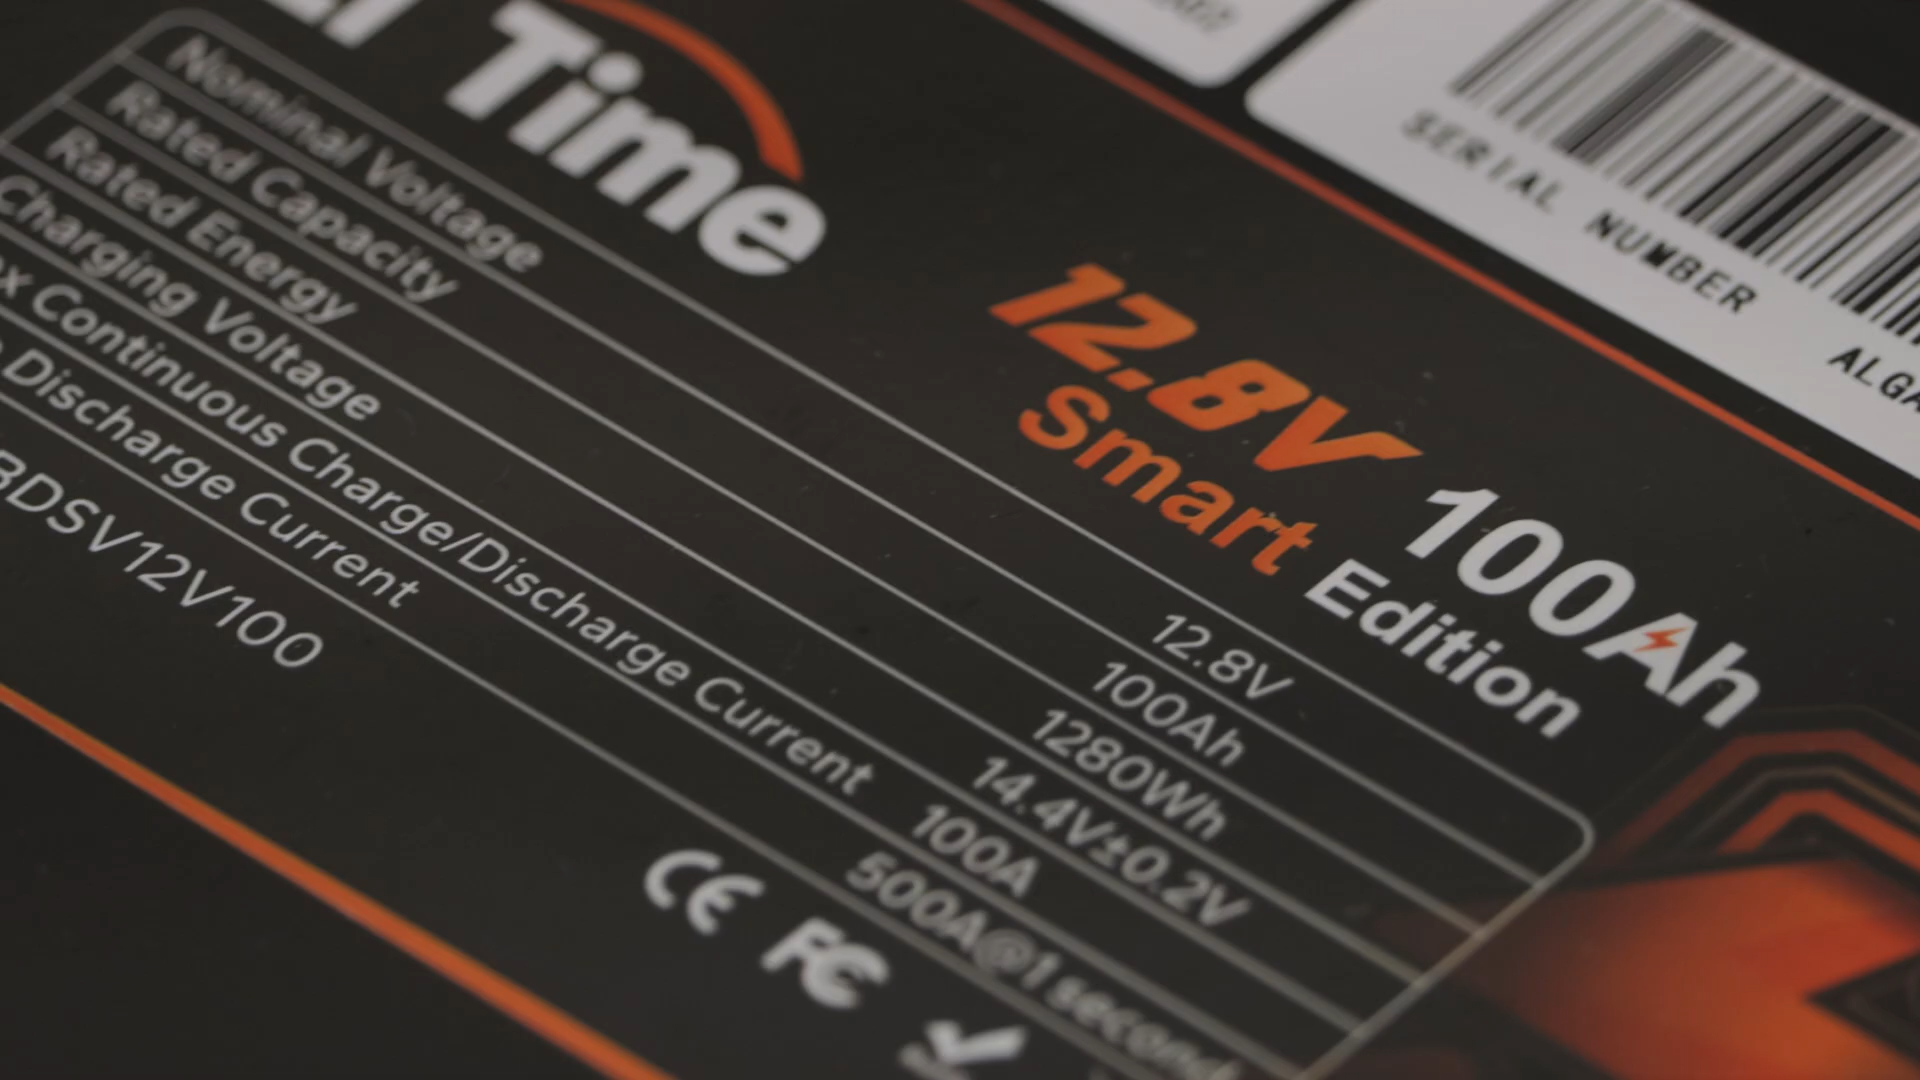 Time
SERIAL NUMBER
ALGA
12.8V 100Ah
Smart Edition
Nominal Voltage 12.8V
Rated Capacity 100Ah
Rated Energy 1280Wh
Charging Voltage 14.4V±0.2V
x Continuous Charge/Discharge Current 100A
Discharge Current 500A@1second
BDSV12V100
CE FC